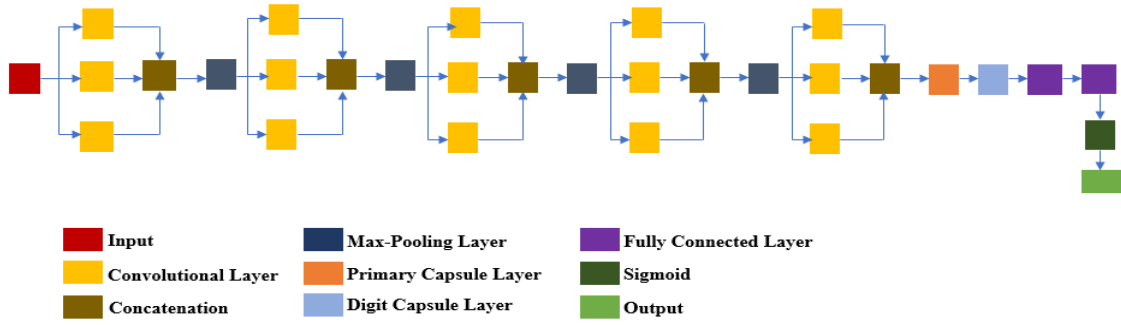 Input
Max-Pooling Layer
Fully Connected Layer
Convolutional Layer
Primary Capsule Layer
Sigmoid
Concatenation
Digit Capsule Layer
Output